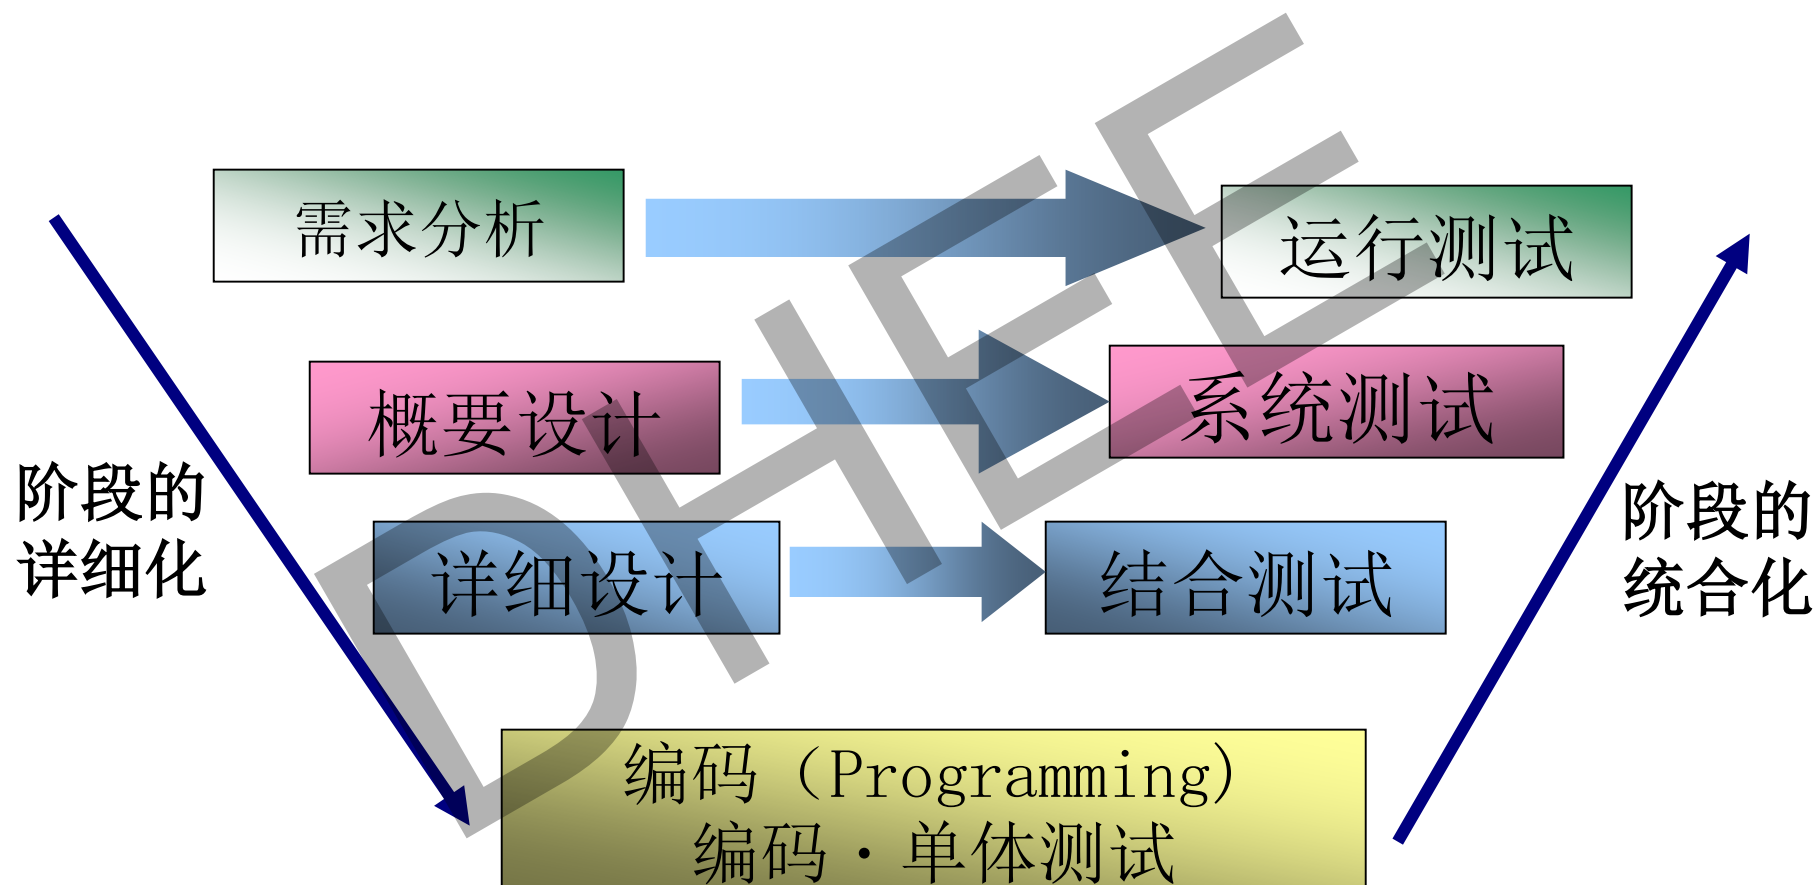 需求分析
运行测试
概要设计
系统测试
阶段的
详细化
详细设计
结合测试
阶段的
统合化
编码（Programming)
编码·单体测试
DHEE